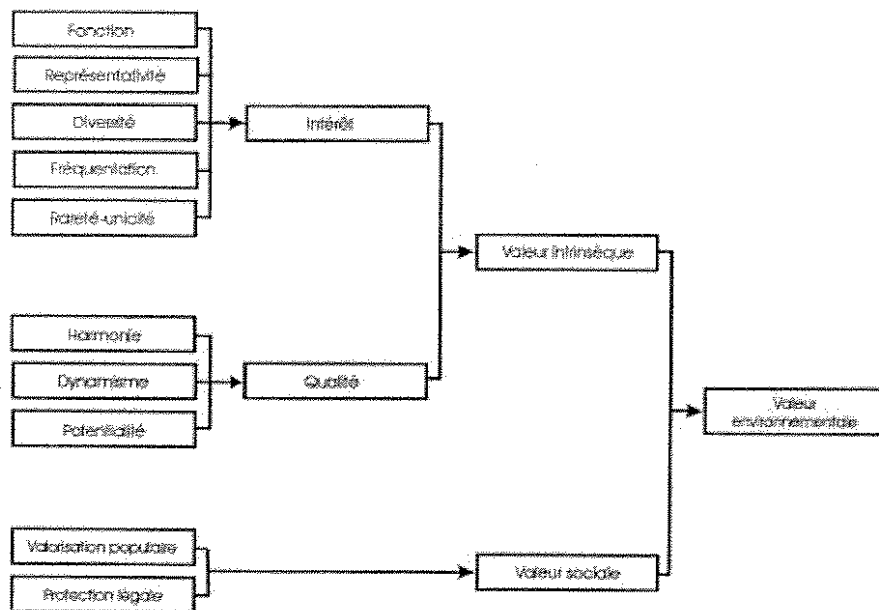 Fonction
Représentativité
Diversité
Fréquentation
Rareté-unicité
Intérêt
Harmonie
Dynamisme
Potentialité
Qualité
Valeur intrinsèque
Valorisation populaire
Protection légale
Valeur sociale
Valeur
environnementale